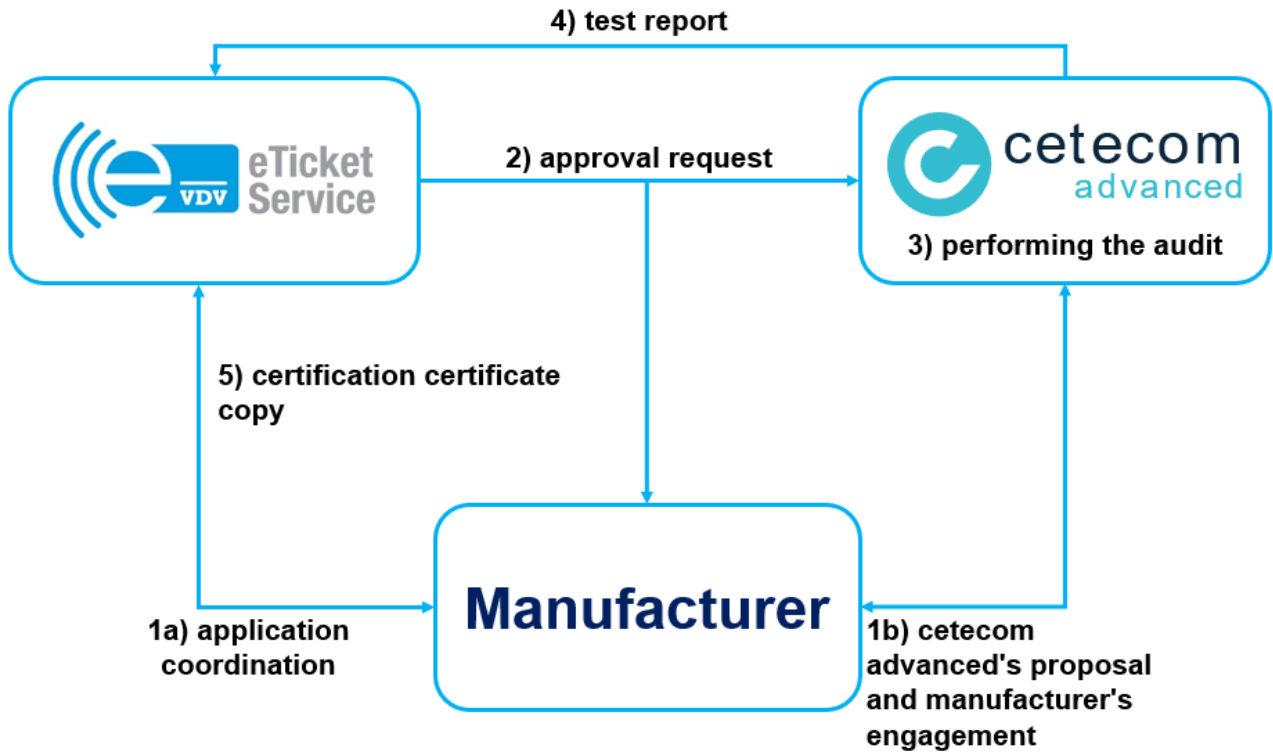 4) test report
e
VDV
eTicket
Service
2) approval request
cetecom
advanced
3) performing the audit
5) certification certificate
copy
Manufacturer
1a) application
coordination
1b) cetecom
advanced's proposal
and manufacturer's
engagement